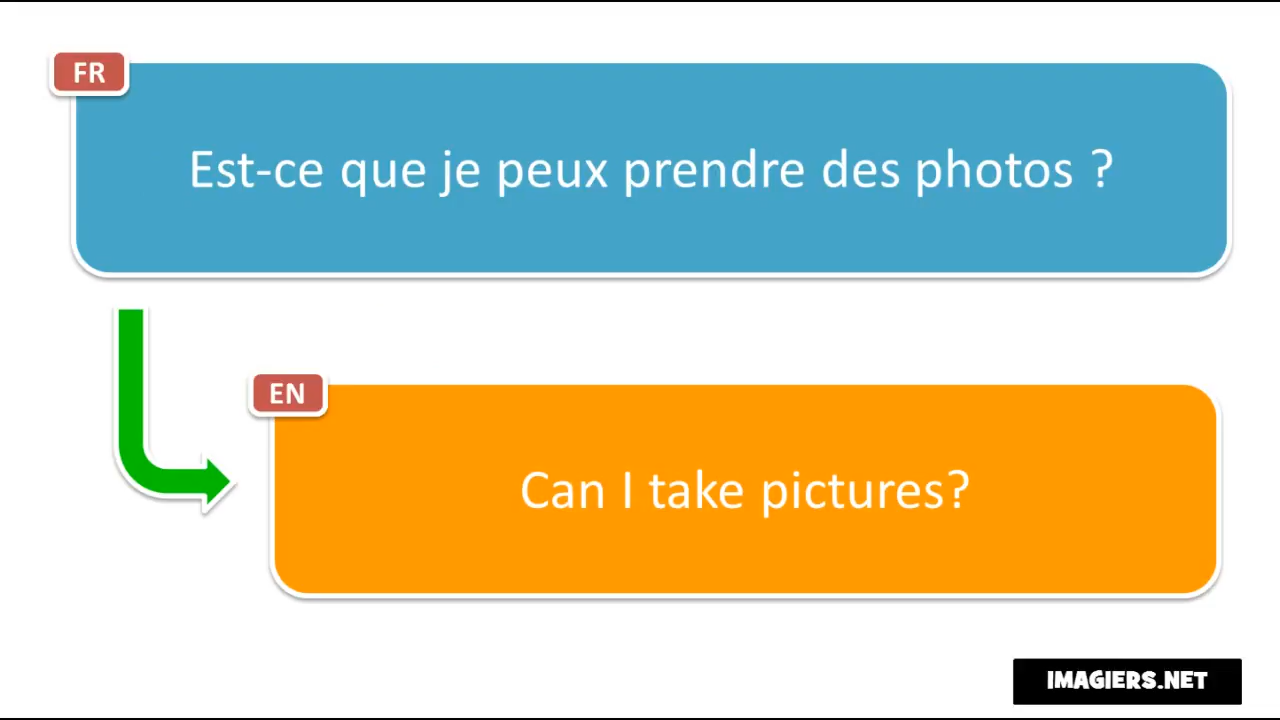 FR
Est-ce que je peux prendre des photos ?
EN
Can I take pictures?
IMAGIERS.NET